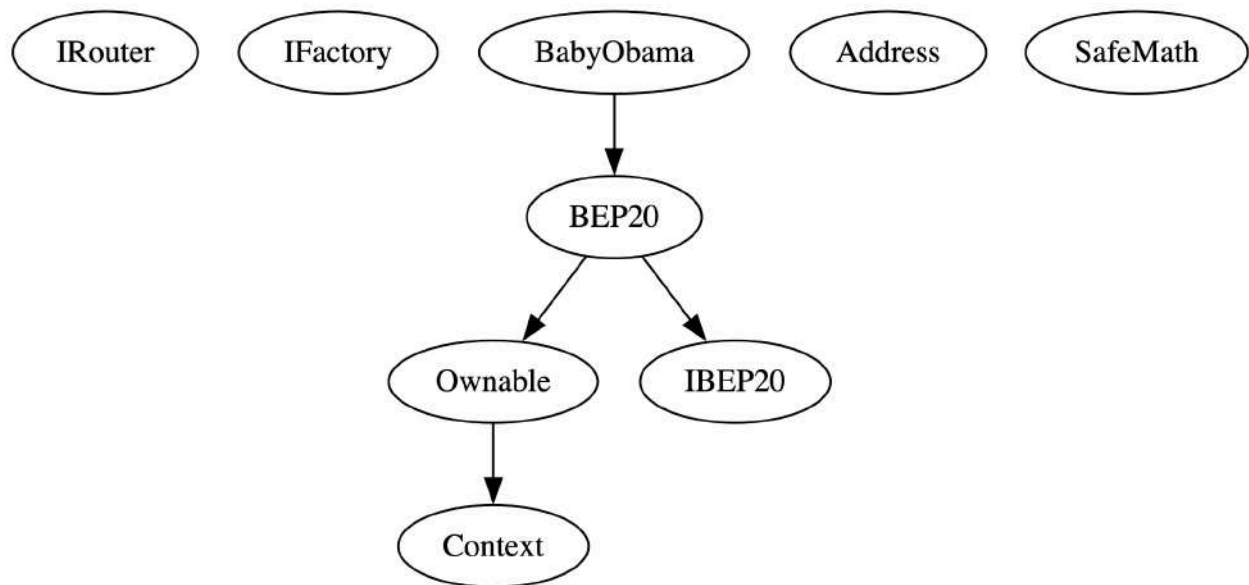 IRouter
IFactory
BabyObama
Address
SafeMath
BEP20
Ownable
IBEP20
Context